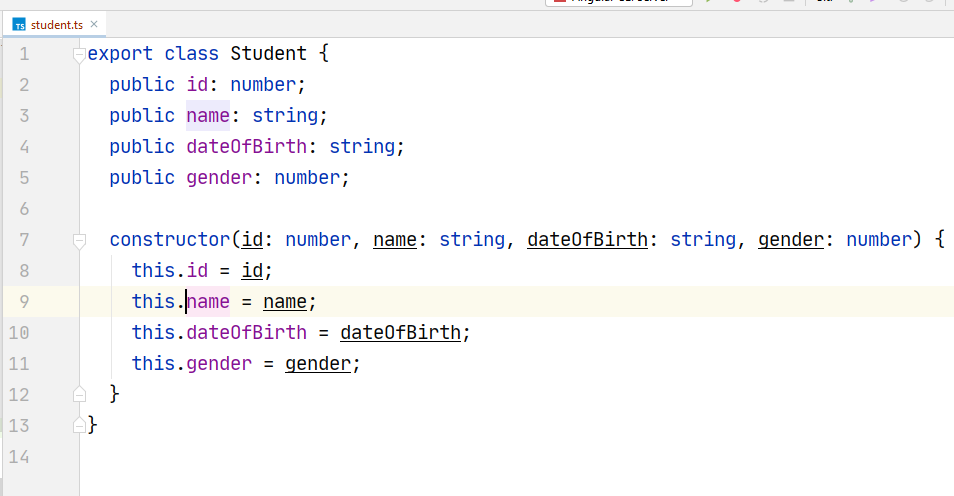 TS student.ts ×
1 export class Student {
2   public id: number;
3   public name: string;
4   public dateOfBirth: string;
5   public gender: number;
6
7   constructor(id: number, name: string, dateOfBirth: string, gender: number) {
8     this.id = id;
9     this.name = name;
10     this.dateOfBirth = dateOfBirth;
11     this.gender = gender;
12   }
13 }
14